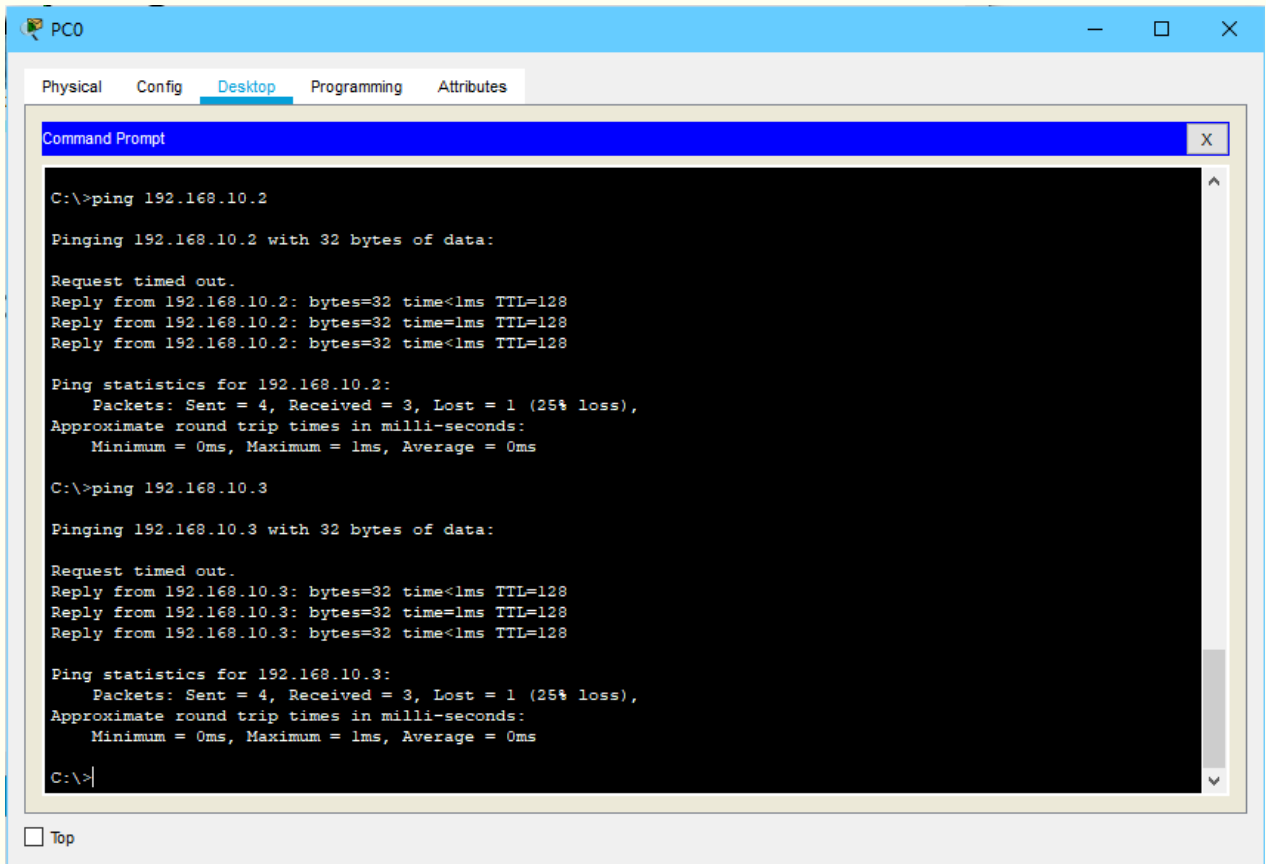 PC0
Physical Config Desktop Programming Attributes
Command Prompt
X
C:\>ping 192.168.10.2
Pinging 192.168.10.2 with 32 bytes of data:
Request timed out.
Reply from 192.168.10.2: bytes=32 time<1ms TTL=128
Reply from 192.168.10.2: bytes=32 time=1ms TTL=128
Reply from 192.168.10.2: bytes=32 time<1ms TTL=128
Ping statistics for 192.168.10.2:
Packets: Sent = 4, Received = 3, Lost = 1 (25% loss),
Approximate round trip times in milli-seconds:
Minimum = 0ms, Maximum = 1ms, Average = 0ms
C:\>ping 192.168.10.3
Pinging 192.168.10.3 with 32 bytes of data:
Request timed out.
Reply from 192.168.10.3: bytes=32 time<1ms TTL=128
Reply from 192.168.10.3: bytes=32 time=1ms TTL=128
Reply from 192.168.10.3: bytes=32 time<1ms TTL=128
Ping statistics for 192.168.10.3:
Packets: Sent = 4, Received = 3, Lost = 1 (25% loss),
Approximate round trip times in milli-seconds:
Minimum = 0ms, Maximum = 1ms, Average = 0ms
C:\>
Top